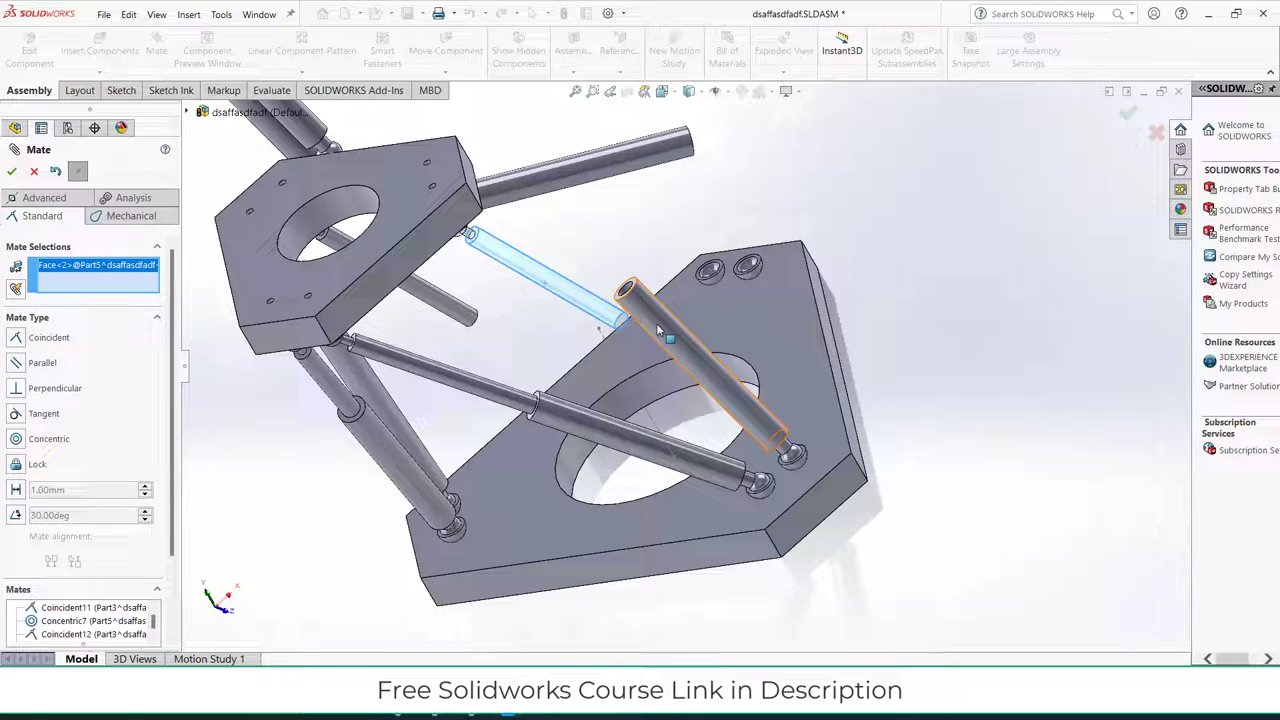 SOLIDWORKS
File
Edit
View
Insert
Tools
Window
dsaffasdfadf.SLDASM *
Search SOLIDWORKS Help
Edit Component
Insert Components
Mate
Component Preview Window
Linear Component Pattern
Smart Fasteners
Move Component
Show Hidden Components
Assemb...
Referenc...
New Motion Study
Bill of Materials
Exploded View
Instant3D
Update SpeedPak Subassemblies
Take Snapshot
Large Assembly Settings
Assembly
Layout
Sketch
Sketch Ink
Markup
Evaluate
SOLIDWORKS Add-Ins
MBD
dsaffasdfadf (Defaul...
SOLIDW...
Mate
Advanced
Analysis
Standard
Mechanical
Mate Selections
Face<2>@Part5^dsaffasdfadf-
Mate Type
Coincident
Parallel
Perpendicular
Tangent
Concentric
Lock
1.00mm
30.00deg
Mate alignment:
Mates
Coincident11 (Part3^dsaffa
Concentric7 (Part5^dsaffas
Coincident12 (Part3^dsaffa
Y
X
Z
Welcome to
SOLIDWORKS
SOLIDWORKS Too
Property Tab Bu
SOLIDWORKS R
Performance
Benchmark Test
Compare My Sc
Copy Settings
Wizard
My Products
Online Resources
3DEXPERIENCE
Marketplace
Partner Solution
Subscription
Services
Subscription Se
Model
3D Views
Motion Study 1
Free Solidworks Course Link in Description